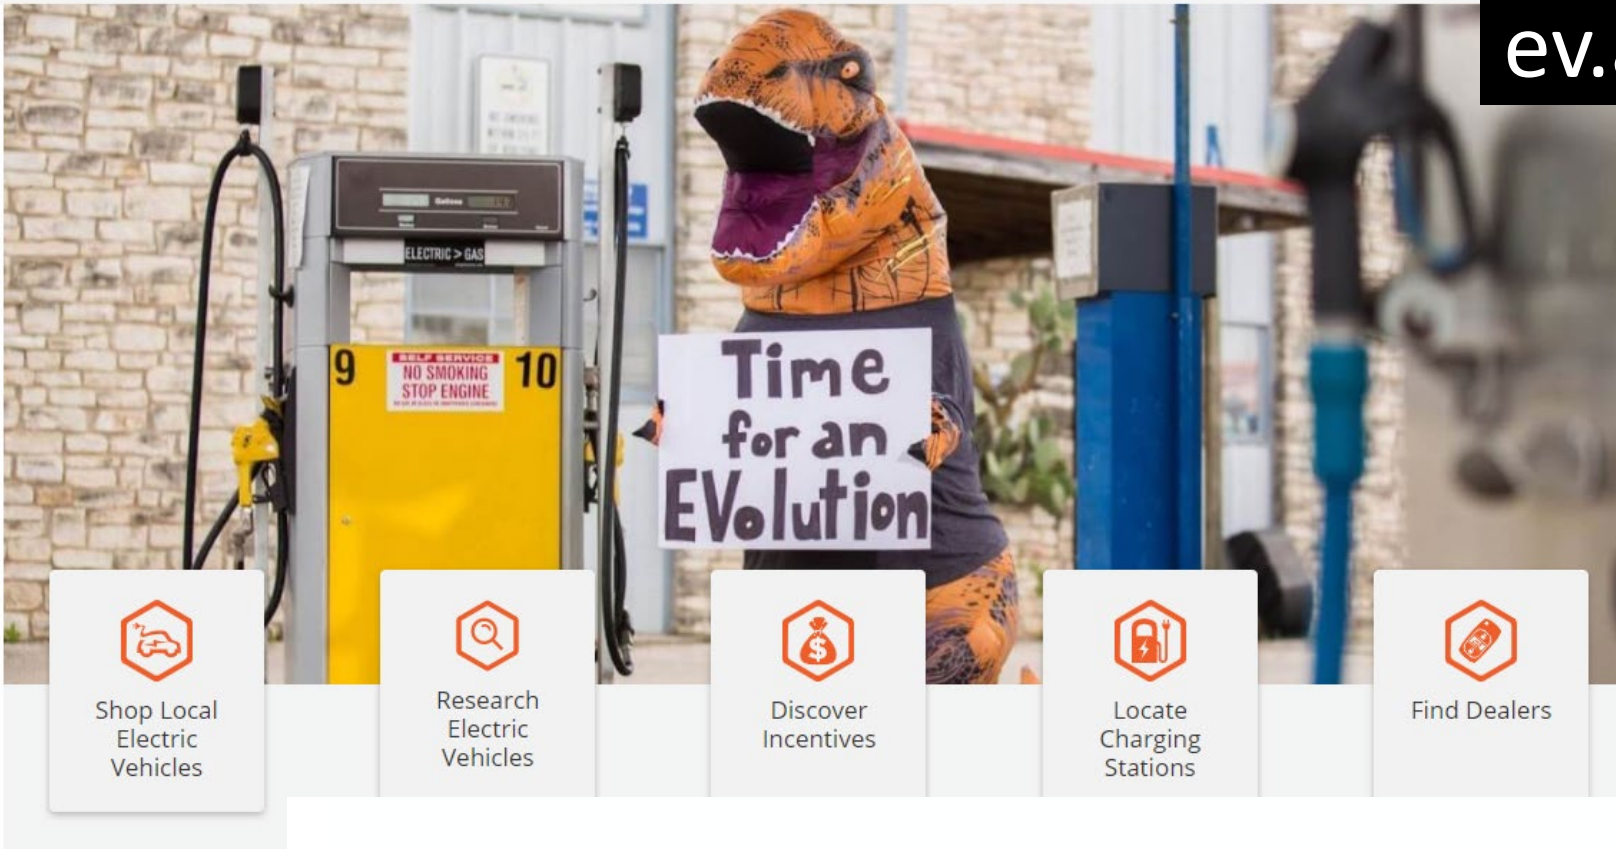 ev.
Gallons
ELECTRIC > GAS
9
10
SELF SERVICE
NO SMOKING
STOP ENGINE
Time
for an
EVolution
Shop Local
Electric
Vehicles
Research
Electric
Vehicles
Discover
Incentives
Locate
Charging
Stations
Find Dealers